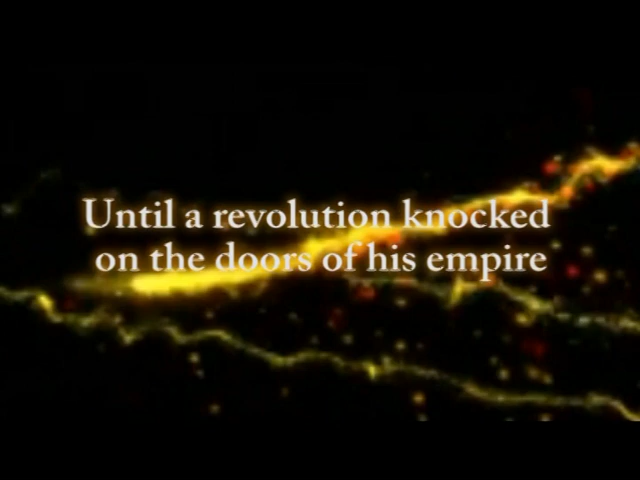 Until a revolution knocked
on the doors of his empire